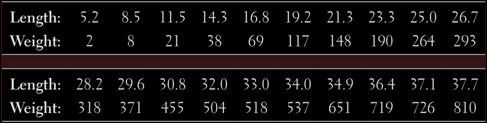 Length: 5.2 8.5 11.5 14.3 16.8 19.2 21.3 23.3 25.0 26.7
Weight: 2 8 21 38 69 117 148 190 264 293
Length: 28.2 29.6 30.8 32.0 33.0 34.0 34.9 36.4 37.1 37.7
Weight: 318 371 455 504 518 537 651 719 726 810